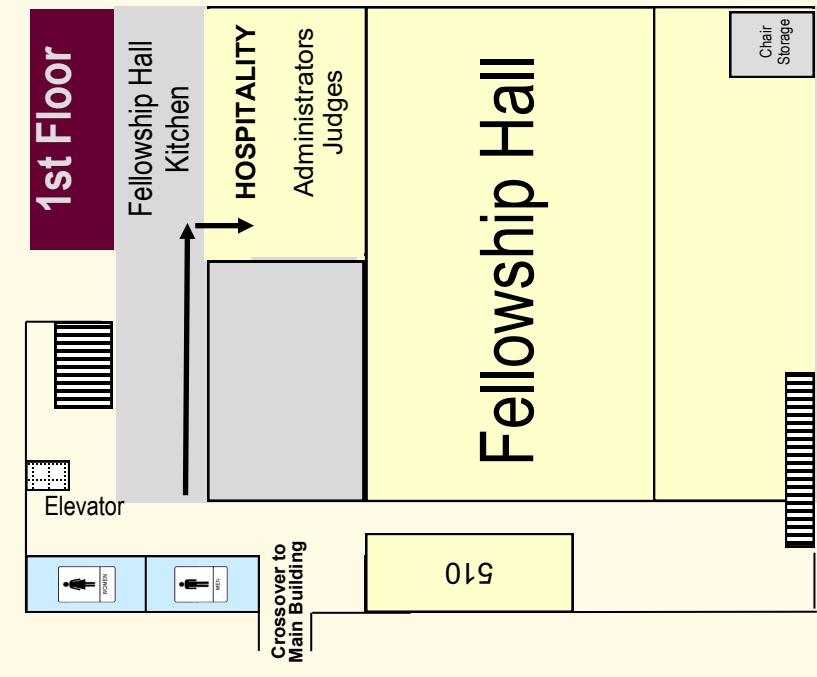 1st Floor
Fellowship Hall
Kitchen
HOSPITALITY
Administrators
Judges
Fellowship Hall
Chair
Storage
Elevator
WOMEN
MEN
Crossover to
Main Building
510